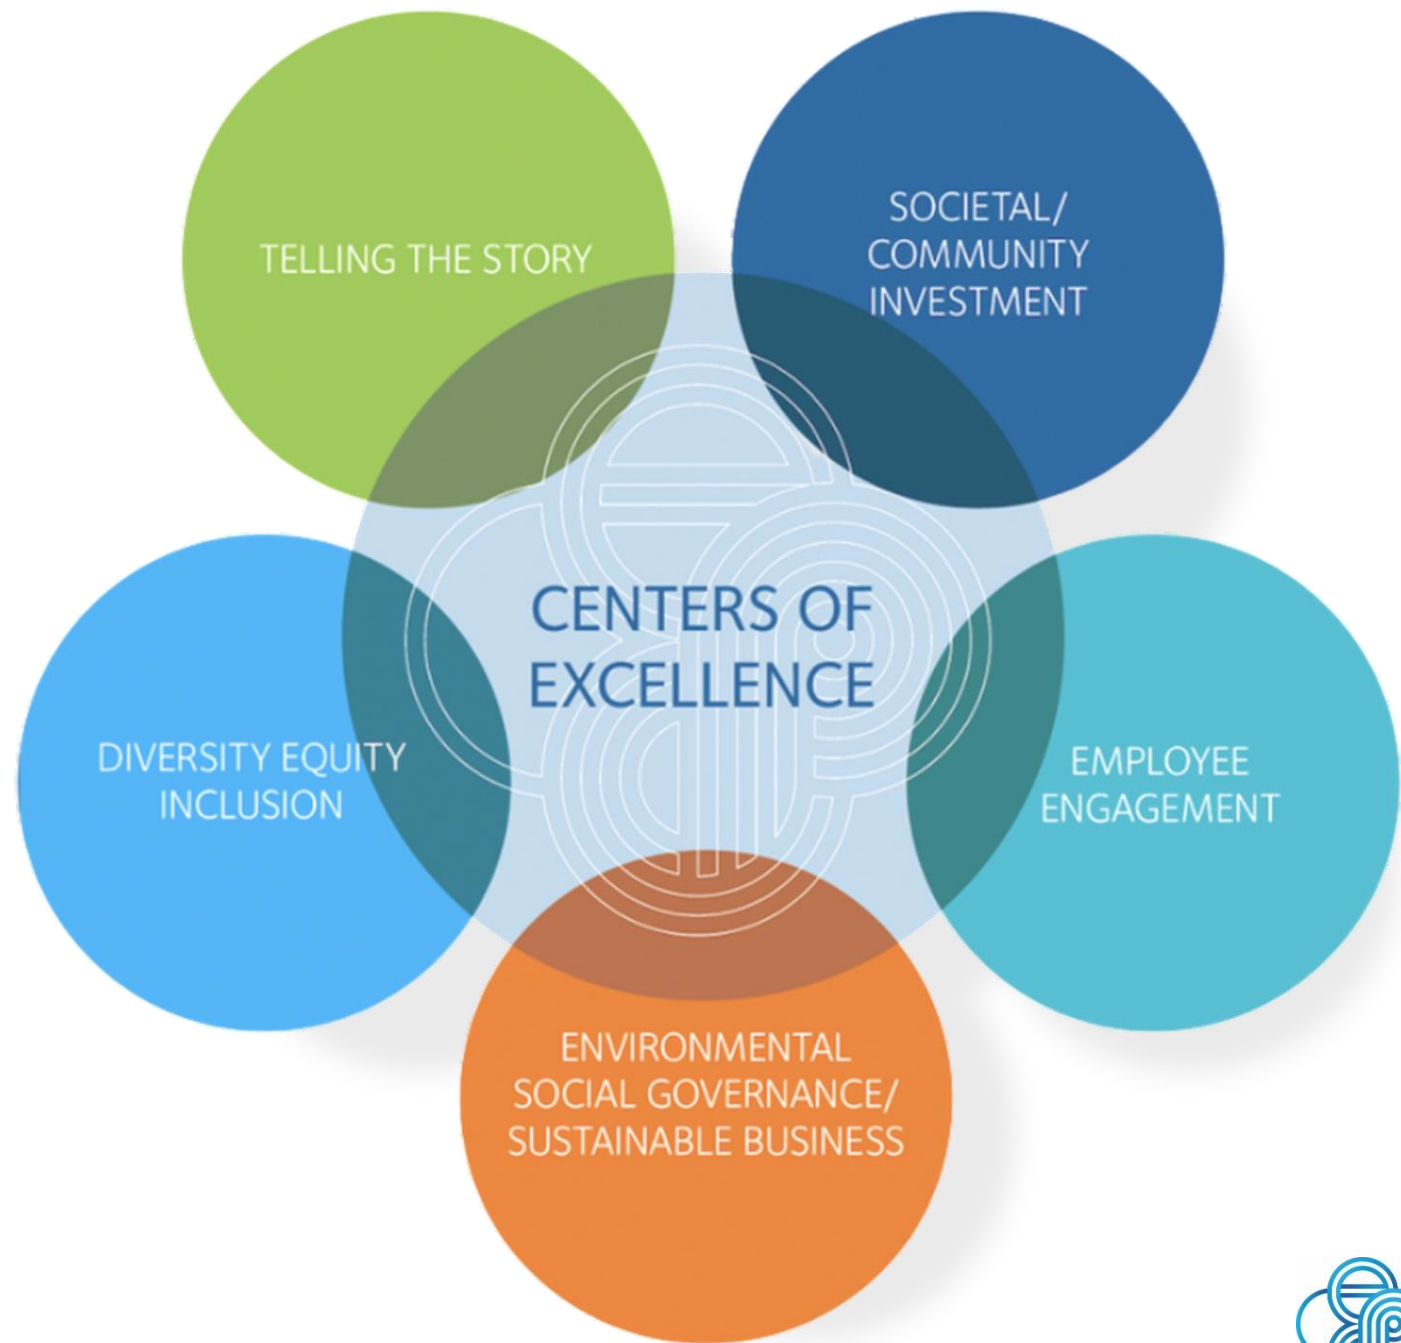 TELLING THE STORY
SOCIETAL/
COMMUNITY
INVESTMENT
CENTERS OF
EXCELLENCE
DIVERSITY EQUITY
INCLUSION
EMPLOYEE
ENGAGEMENT
ENVIRONMENTAL
SOCIAL GOVERNANCE/
SUSTAINABLE BUSINESS